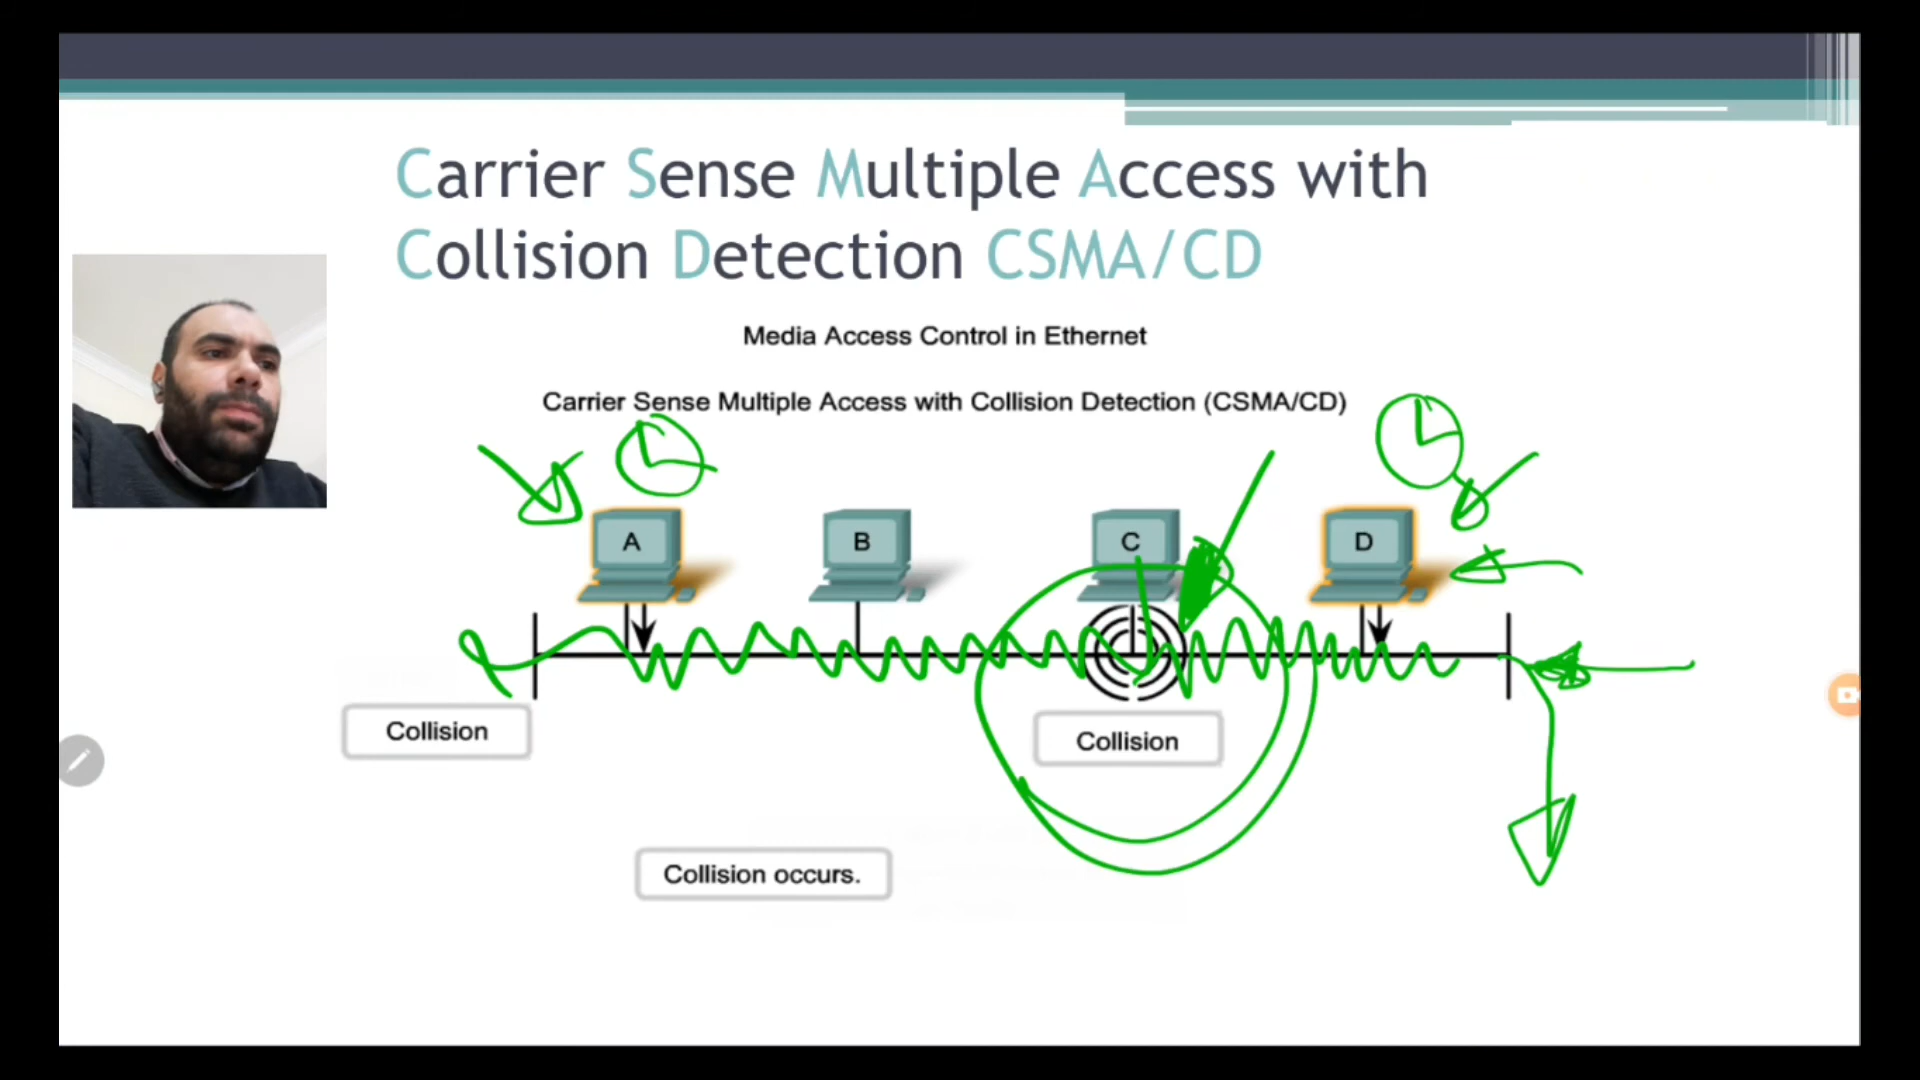 Carrier Sense Multiple Access with
Collision Detection CSMA/CD
Media Access Control in Ethernet
Carrier Sense Multiple Access with Collision Detection (CSMA/CD)
A
B
C
D
Collision
Collision
Collision occurs.